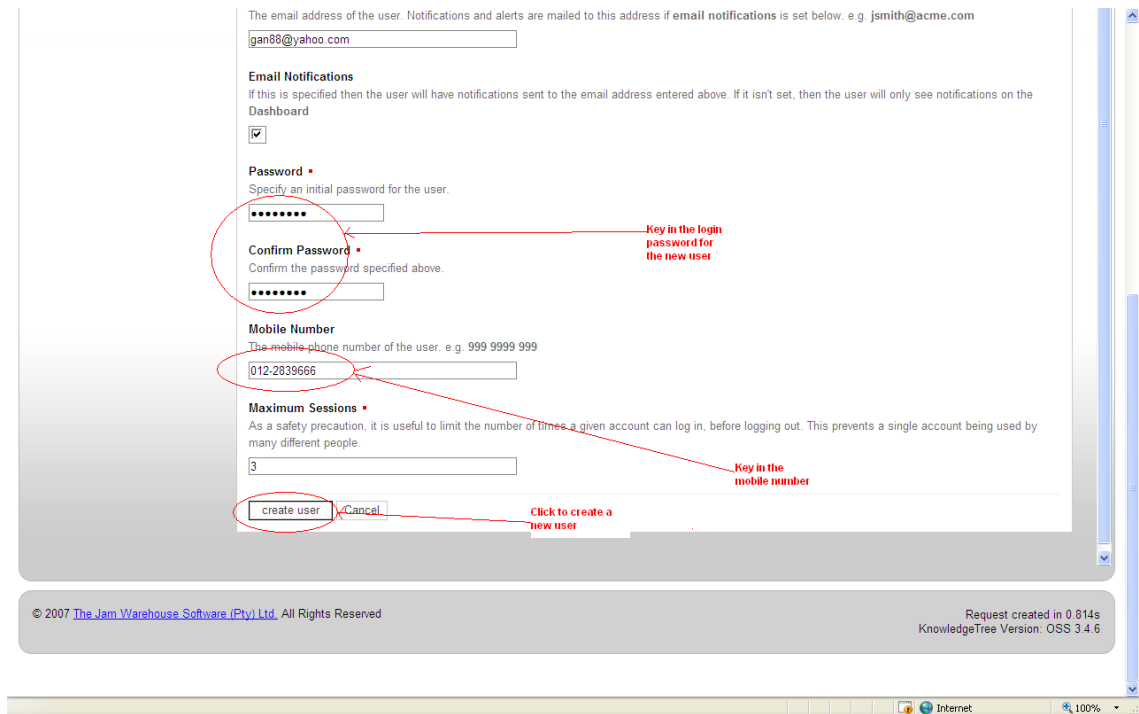 The email address of the user. Notifications and alerts are mailed to this address if email notifications is set below. e.g. jsmith@acme.com
gan88@yahoo.com
Email Notifications
If this is specified then the user will have notifications sent to the email address entered above. If it isn't set, then the user will only see notifications on the
Dashboard
Password
Specify an initial password for the user.
••••••••
Key in the login
password for
the new user
Confirm Password
Confirm the password specified above.
••••••••
Mobile Number
The mobile phone number of the user. e.g. 999 9999 999
012-2839666
Maximum Sessions
As a safety precaution, it is useful to limit the number of times a given account can log in, before logging out. This prevents a single account being used by
many different people.
3
Key in the
mobile number
create user Cancel
Click to create a
new user
© 2007 The Jam Warehouse Software (Pty) Ltd. All Rights Reserved
Request created in 0.814s
KnowledgeTree Version: OSS 3.4.6
Internet 100%